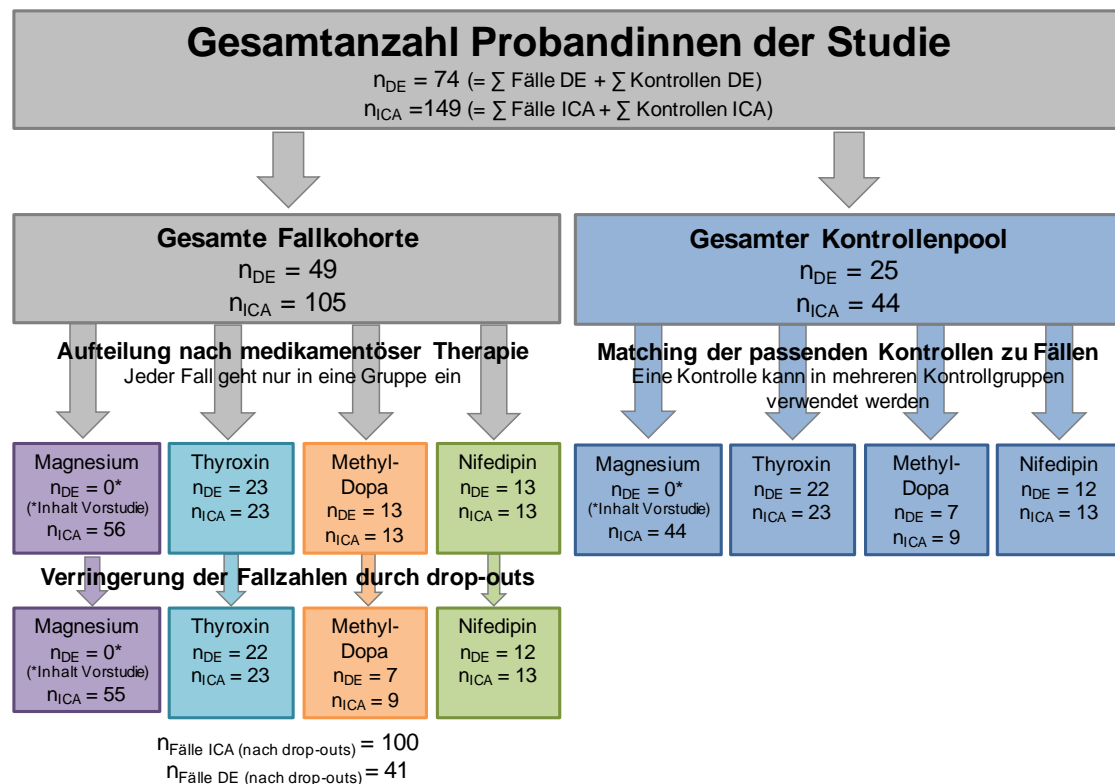 Gesamtanzahl Probandinnen der Studie
nDE = 74 (= ∑ Fälle DE + ∑ Kontrollen DE)
nICA =149 (= ∑ Fälle ICA + ∑ Kontrollen ICA)
Gesamte Fallkohorte
nDE = 49
nICA = 105
Gesamter Kontrollenpool
nDE = 25
nICA = 44
Aufteilung nach medikamentöser Therapie
Jeder Fall geht nur in eine Gruppe ein
Matching der passenden Kontrollen zu Fällen
Eine Kontrolle kann in mehreren Kontrollgruppen
verwendet werden
Magnesium
nDE = 0*
(*Inhalt Vorstudie)
nICA = 56
Thyroxin
nDE = 23
nICA = 23
Methyl-
Dopa
nDE = 13
nICA = 13
Nifedipin
nDE = 13
nICA = 13
Magnesium
nDE = 0*
(*Inhalt Vorstudie)
nICA = 44
Thyroxin
nDE = 22
nICA = 23
Methyl-
Dopa
nDE = 7
nICA = 9
Nifedipin
nDE = 12
nICA = 13
Verringerung der Fallzahlen durch drop-outs
Magnesium
nDE = 0*
(*Inhalt Vorstudie)
nICA = 55
Thyroxin
nDE = 22
nICA = 23
Methyl-
Dopa
nDE = 7
nICA = 9
Nifedipin
nDE = 12
nICA = 13
nFälle ICA (nach drop-outs) = 100
nFälle DE (nach drop-outs) = 41